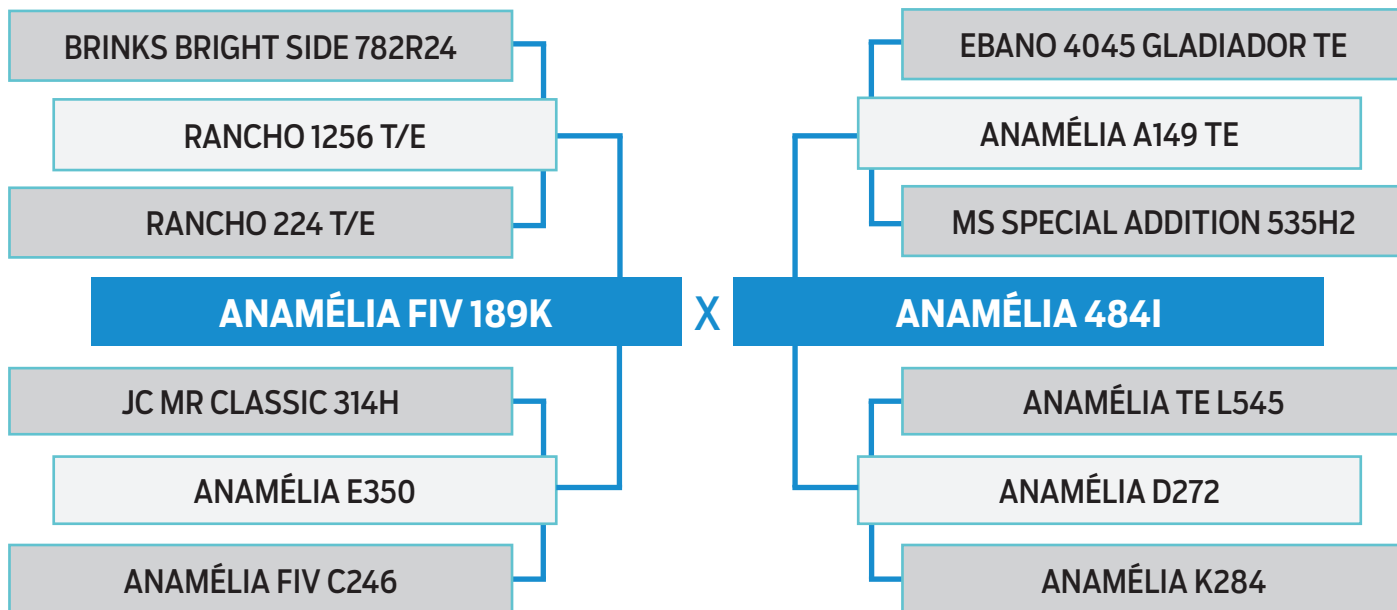 BRINKS BRIGHT SIDE 782R24
EBANO 4045 GLADIADOR TE
RANCHO 1256 T/E
ANAMÉLIA A149 TE
RANCHO 224 T/E
MS SPECIAL ADDITION 535H2
ANAMÉLIA FIV 189K X ANAMÉLIA 484I
JC MR CLASSIC 314H
ANAMÉLIA TE L545
ANAMÉLIA E350
ANAMÉLIA D272
ANAMÉLIA FIV C246
ANAMÉLIA K284